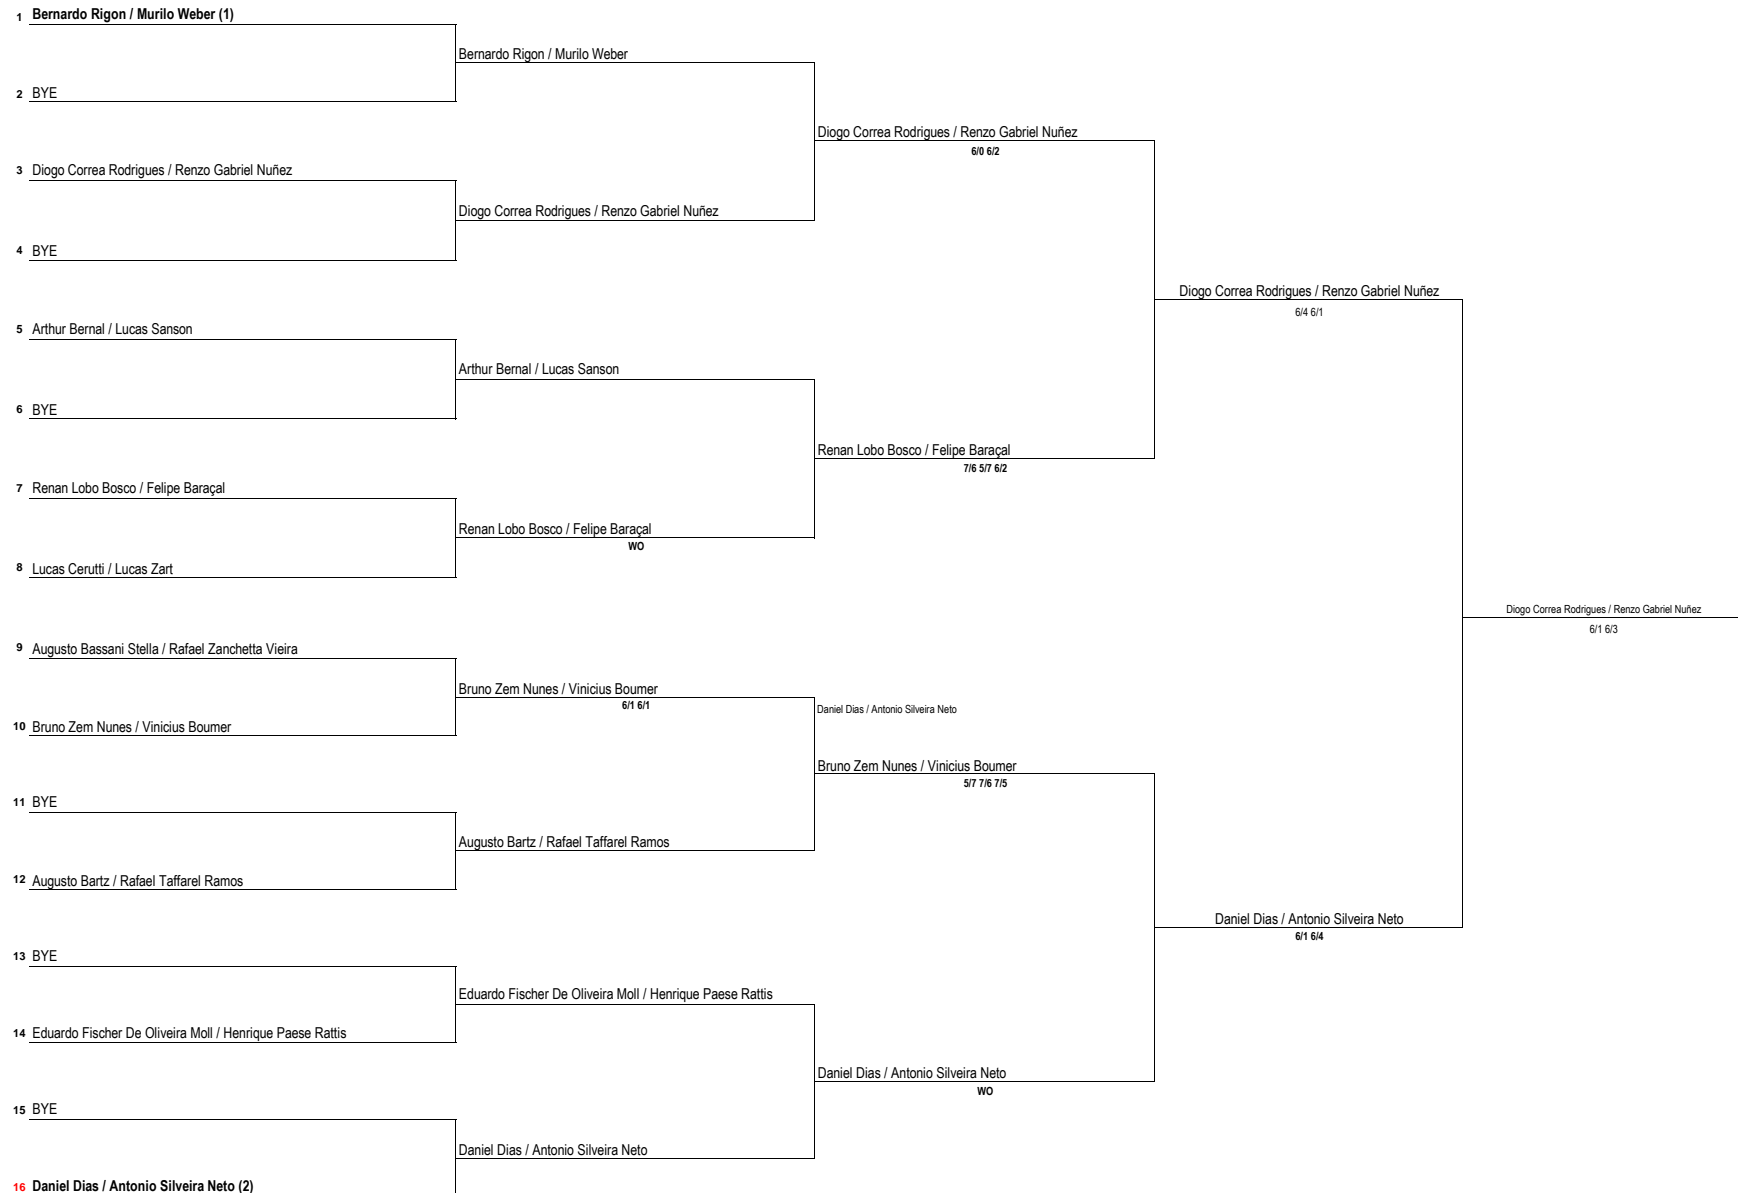 1 Bernardo Rigon / Murilo Weber (1)
Bernardo Rigon / Murilo Weber
2 BYE
Diogo Correa Rodrigues / Renzo Gabriel Nuñez
6/0 6/2
3 Diogo Correa Rodrigues / Renzo Gabriel Nuñez
Diogo Correa Rodrigues / Renzo Gabriel Nuñez
4 BYE
Diogo Correa Rodrigues / Renzo Gabriel Nuñez
6/4 6/1
5 Arthur Bernal / Lucas Sanson
Arthur Bernal / Lucas Sanson
6 BYE
Renan Lobo Bosco / Felipe Baraçal
7/6 5/7 6/2
7 Renan Lobo Bosco / Felipe Baraçal
Renan Lobo Bosco / Felipe Baraçal
WO
8 Lucas Cerutti / Lucas Zart
Diogo Correa Rodrigues / Renzo Gabriel Nuñez
6/1 6/3
9 Augusto Bassani Stella / Rafael Zanchetta Vieira
Bruno Zem Nunes / Vinicius Boumer
6/1 6/1
Daniel Dias / Antonio Silveira Neto
10 Bruno Zem Nunes / Vinicius Boumer
Bruno Zem Nunes / Vinicius Boumer
5/7 7/6 7/5
11 BYE
Augusto Bartz / Rafael Taffarel Ramos
12 Augusto Bartz / Rafael Taffarel Ramos
Daniel Dias / Antonio Silveira Neto
6/1 6/4
13 BYE
Eduardo Fischer De Oliveira Moll / Henrique Paese Rattis
14 Eduardo Fischer De Oliveira Moll / Henrique Paese Rattis
Daniel Dias / Antonio Silveira Neto
WO
15 BYE
Daniel Dias / Antonio Silveira Neto
16 Daniel Dias / Antonio Silveira Neto (2)